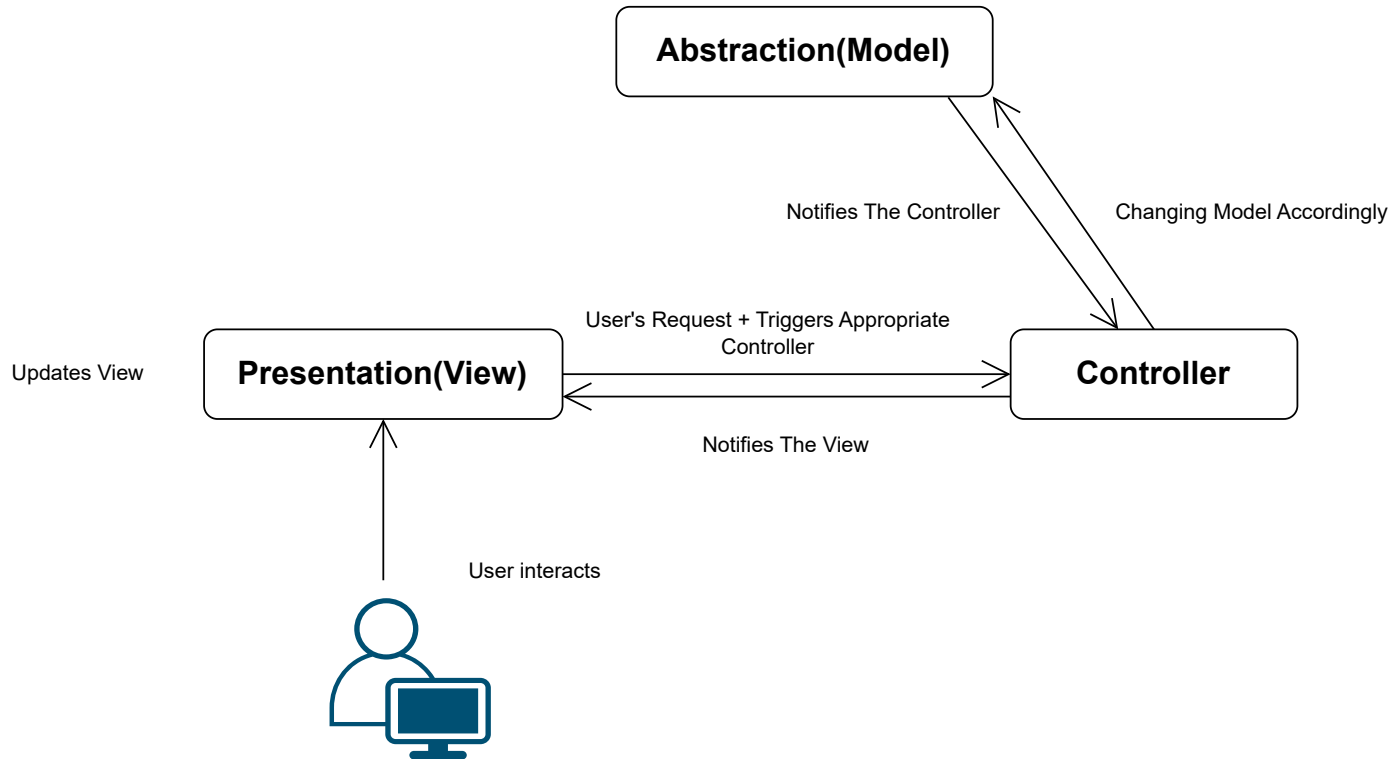 Abstraction(Model)
Notifies The Controller
Changing Model Accordingly
User's Request + Triggers Appropriate
Controller
Updates View
Presentation(View)
Controller
Notifies The View
User interacts